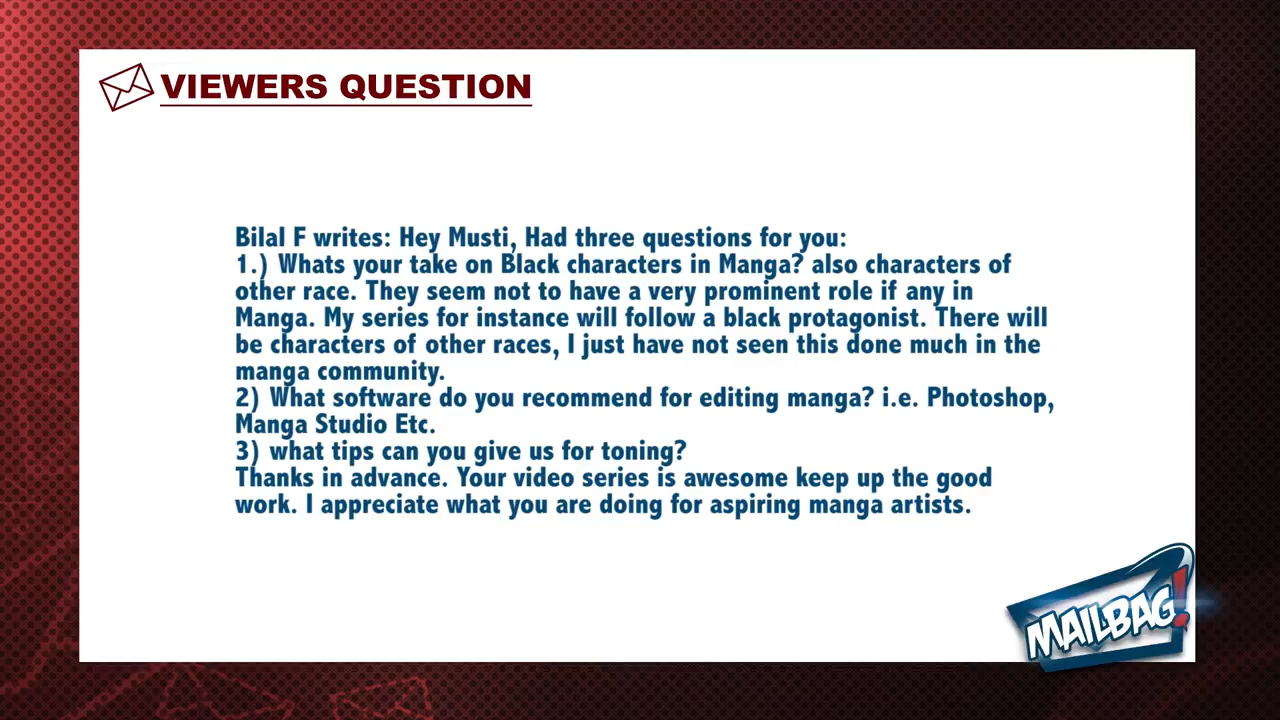 VIEWERS QUESTION
Bilal F writes: Hey Musti, Had three questions for you:
1.) Whats your take on Black characters in Manga? also characters of
other race. They seem not to have a very prominent role if any in
Manga. My series for instance will follow a black protagonist. There will
be characters of other races, I just have not seen this done much in the
manga community.
2) What software do you recommend for editing manga? i.e. Photoshop,
Manga Studio Etc.
3) what tips can you give us for toning?
Thanks in advance. Your video series is awesome keep up the good
work. I appreciate what you are doing for aspiring manga artists.
MAILBAG!